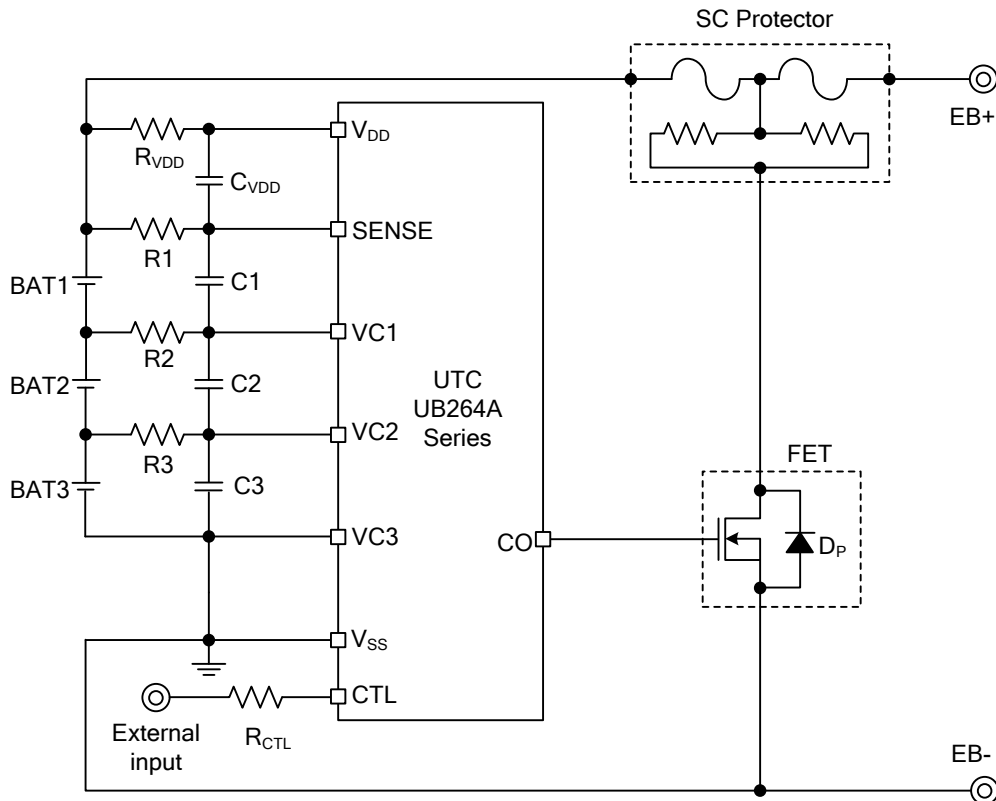 SC Protector
EB+
RVDD
VDD
CVDD
R1
SENSE
BAT1
C1
R2
VC1
BAT2
C2
UTC
UB264A
Series
R3
VC2
BAT3
C3
FET
VC3
CO
DP
VSS
CTL
External
input
RCTL
EB-